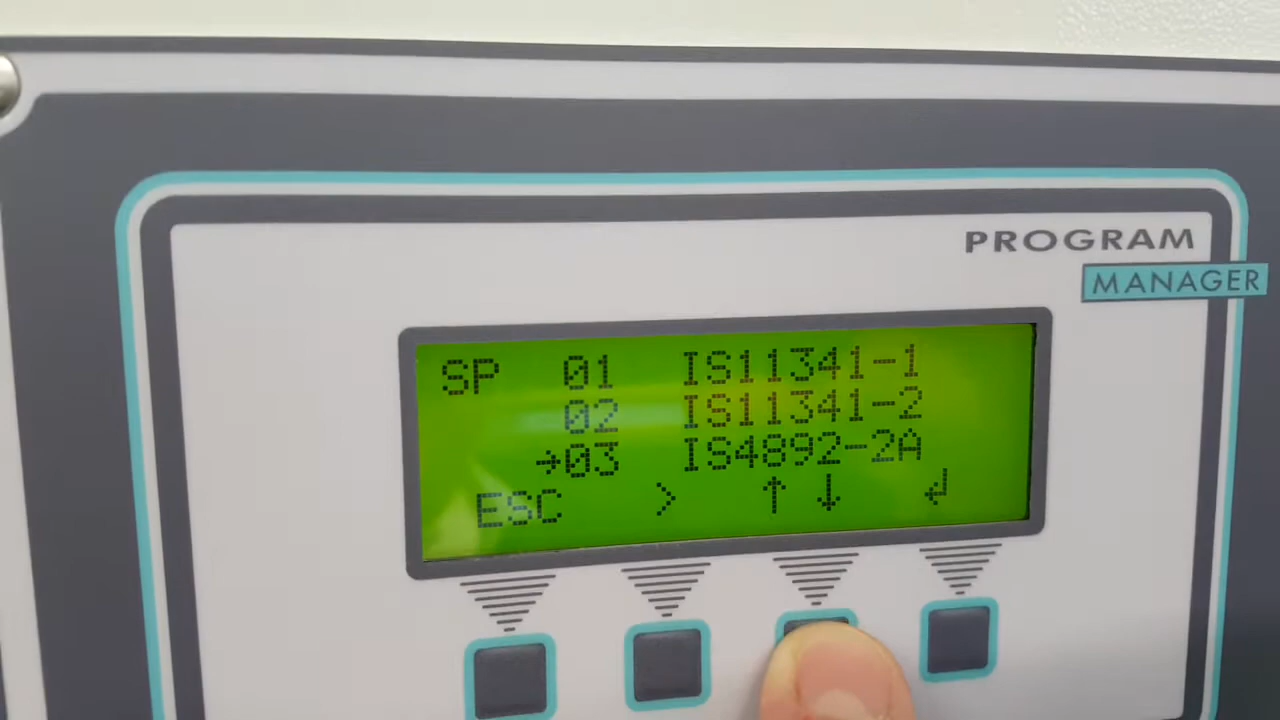 PROGRAM
MANAGER
SP 01 IS11341-1
02 IS11341-2
→03 IS4892-2A
ESC > ↑ ↓ ↲